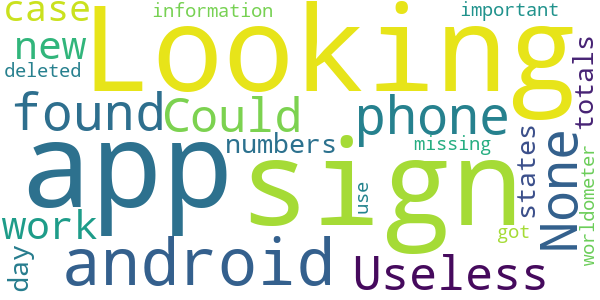 case
information
important
Looking
new
deleted
found
Could
phone
totals
app
sign
numbers
missing
None
states
use
worldometer
work
got
day
android
Useless